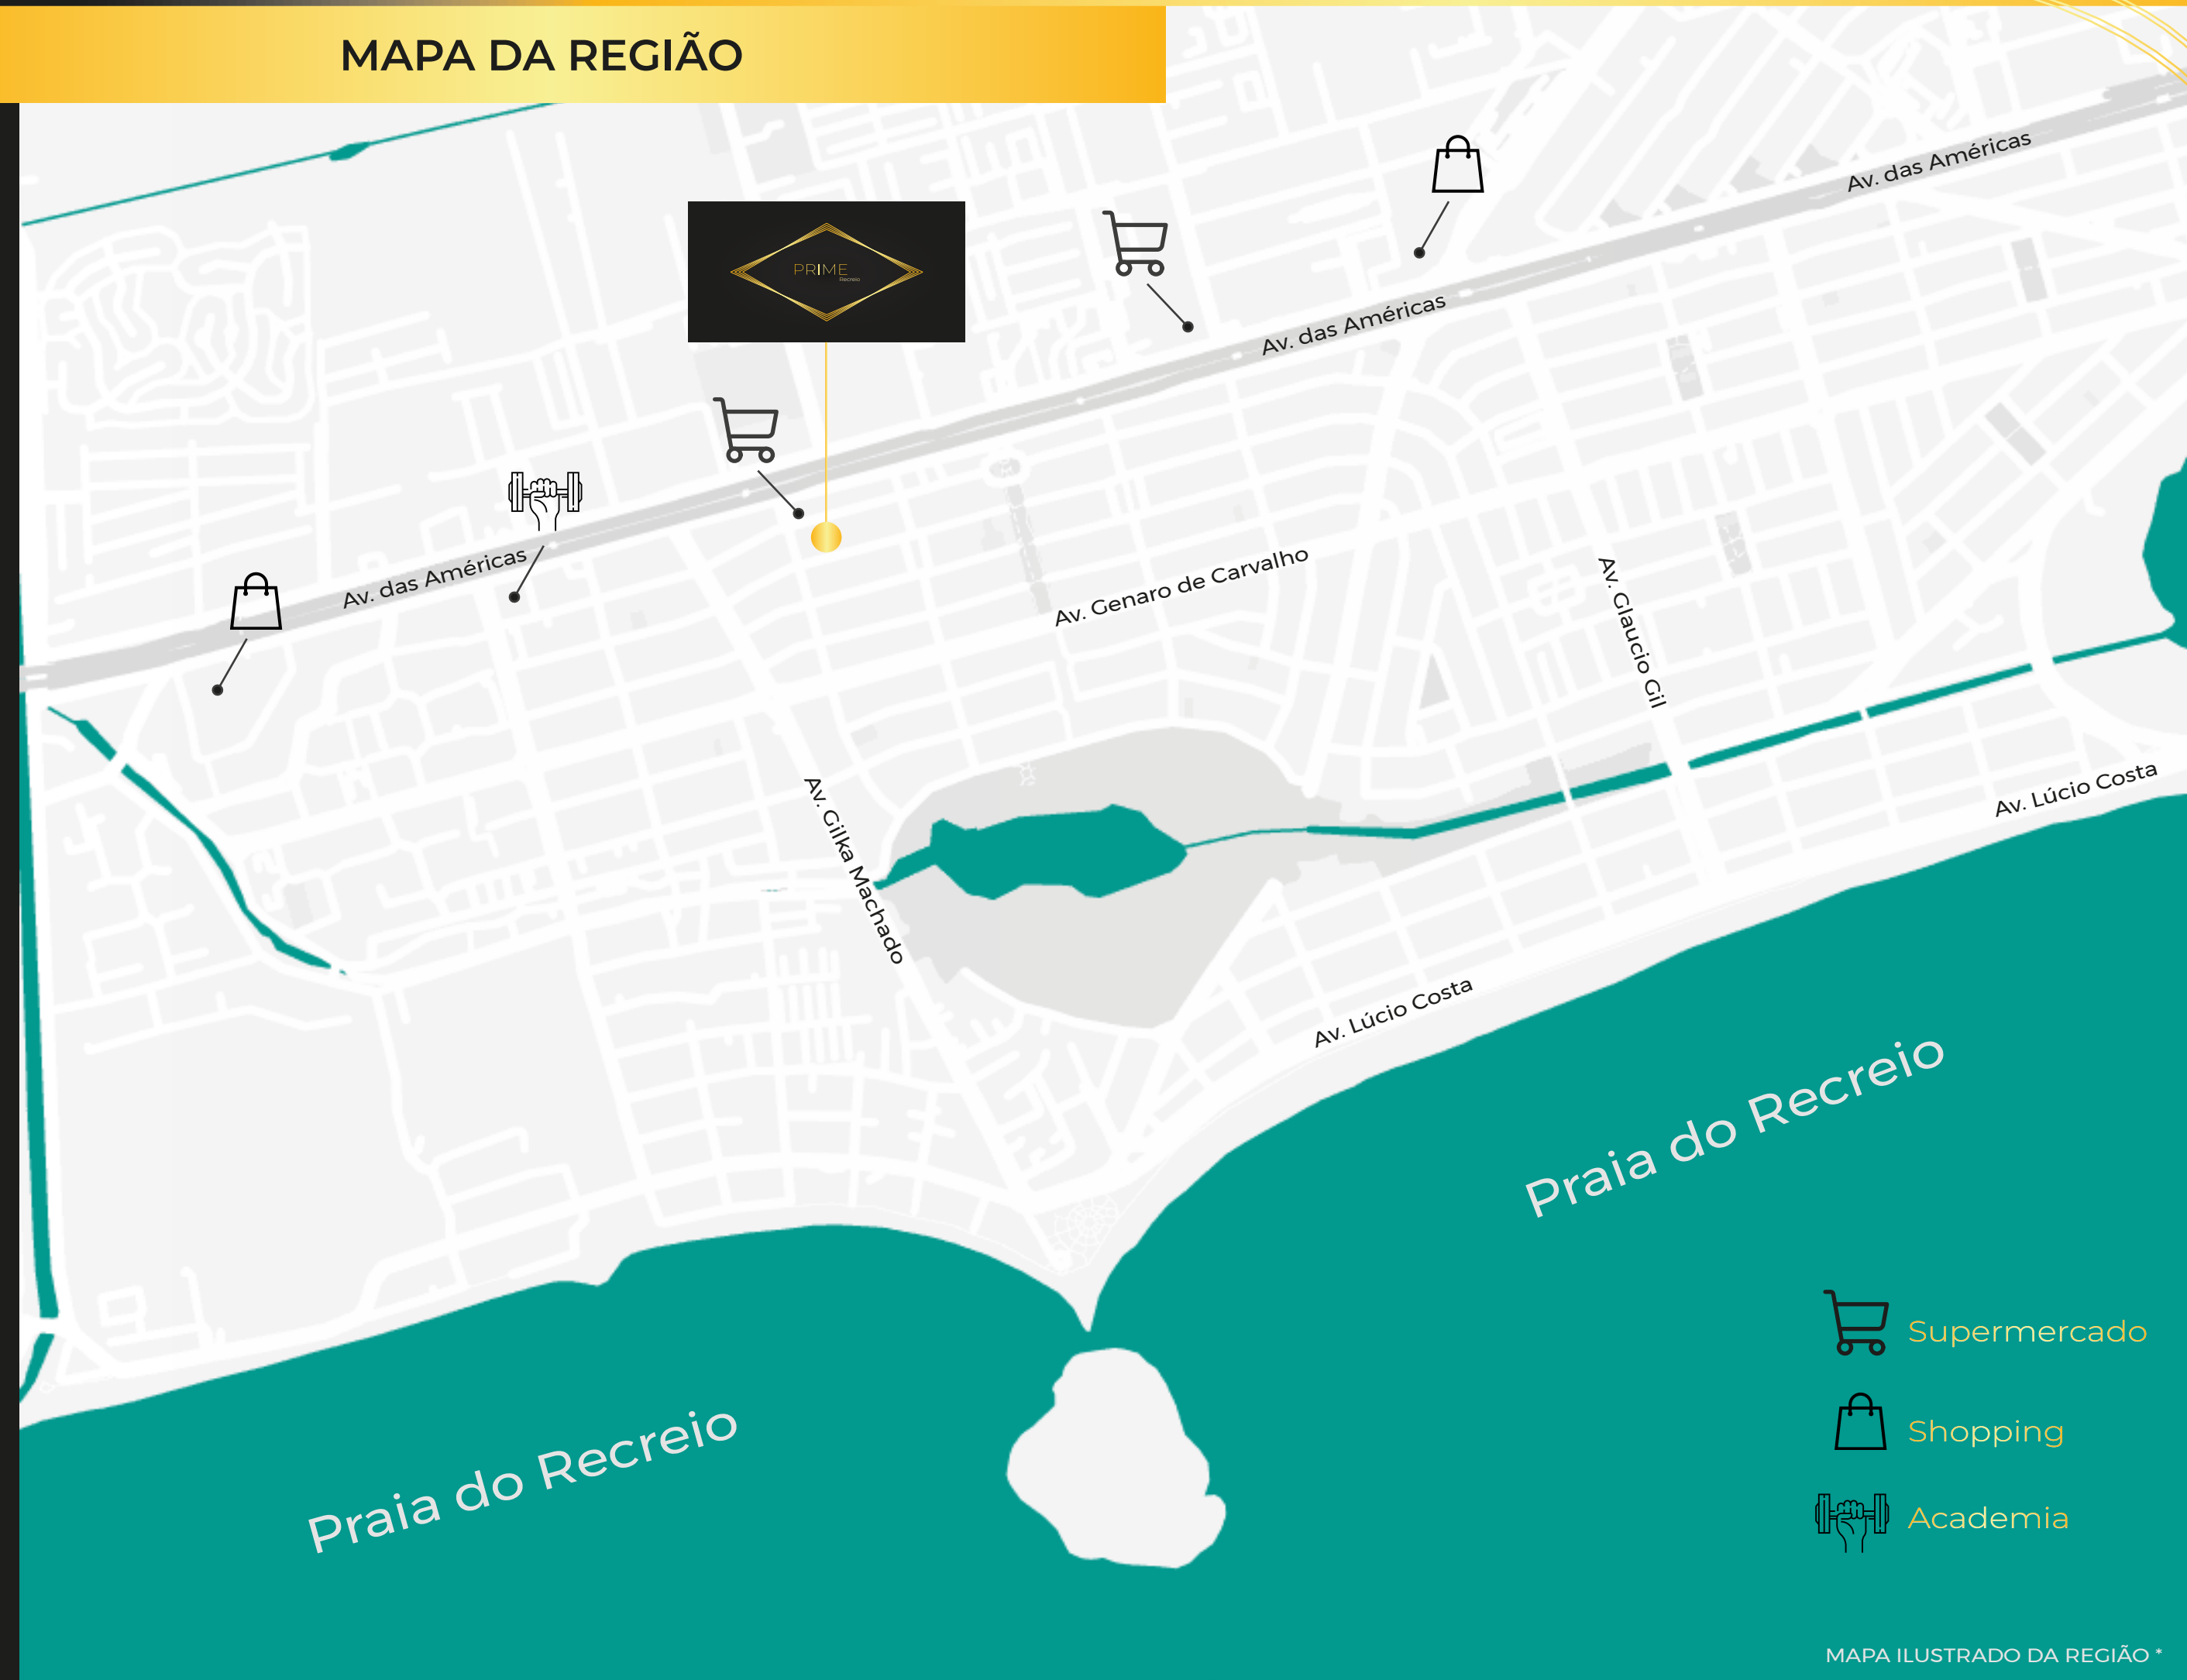 MAPA DA REGIÃO
Av. das Américas
PRIME
Recreio
Av. das Américas
Av. das Américas
Av. Genaro de Carvalho
Av. Glaucio Gil
Av. Gilka Machado
Av. Lúcio Costa
Av. Lúcio Costa
Praia do Recreio
Praia do Recreio
Supermercado
Shopping
Academia
MAPA ILUSTRADO DA REGIÃO *